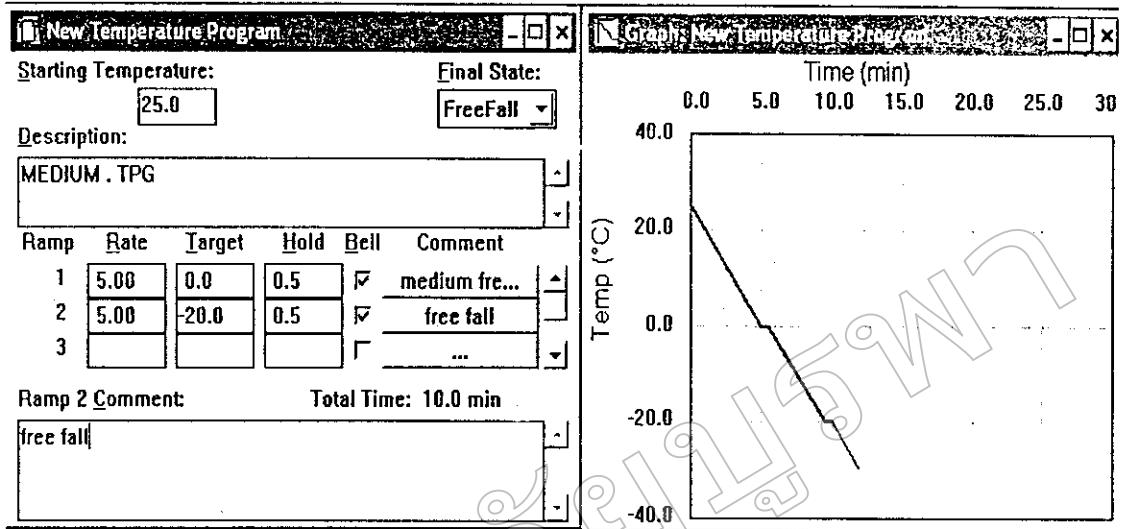 New Temperature Program
Starting Temperature:
Final State:
25.0
FreeFall
Description:
MEDIUM . TPG
Ramp Rate Target Hold Bell Comment
1 5.00 0.0 0.5 medium fre...
2 5.00 -20.0 0.5 free fall
3 ...
Ramp 2 Comment: Total Time: 10.0 min
free fall
Graph: New Temperature Program
Time (min)
0.0 5.0 10.0 15.0 20.0 25.0 30
40.0
20.0
0.0
-20.0
-40.0
Temp (°C)